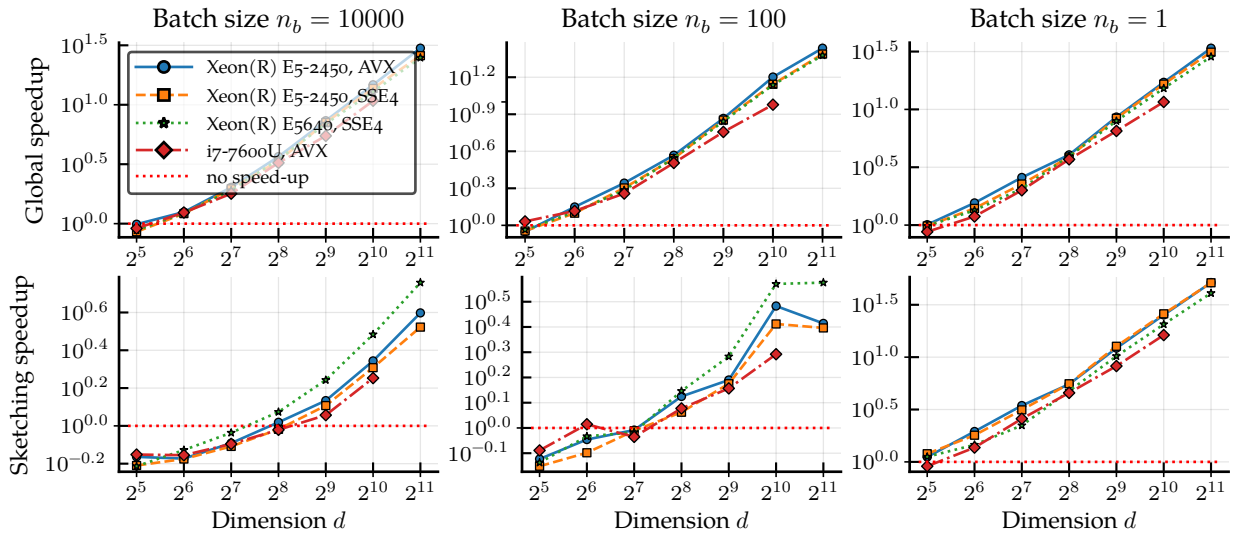 Batch size n_b = 10000
Batch size n_b = 100
Batch size n_b = 1
Global speedup
10^1.5
10^1.0
10^0.5
10^0.0
Xeon(R) E5-2450, AVX
Xeon(R) E5-2450, SSE4
Xeon(R) E5640, SSE4
i7-7600U, AVX
no speed-up
2^5 2^6 2^7 2^8 2^9 2^10 2^11
10^1.2
10^0.9
10^0.6
10^0.3
10^0.0
2^5 2^6 2^7 2^8 2^9 2^10 2^11
10^1.5
10^1.0
10^0.5
10^0.0
2^5 2^6 2^7 2^8 2^9 2^10 2^11
Sketching speedup
10^0.6
10^0.4
10^0.2
10^0.0
10^−0.2
2^5 2^6 2^7 2^8 2^9 2^10 2^11
Dimension d
10^0.5
10^0.4
10^0.3
10^0.2
10^0.1
10^0.0
10^−0.1
2^5 2^6 2^7 2^8 2^9 2^10 2^11
Dimension d
10^1.5
10^1.0
10^0.5
10^0.0
2^5 2^6 2^7 2^8 2^9 2^10 2^11
Dimension d